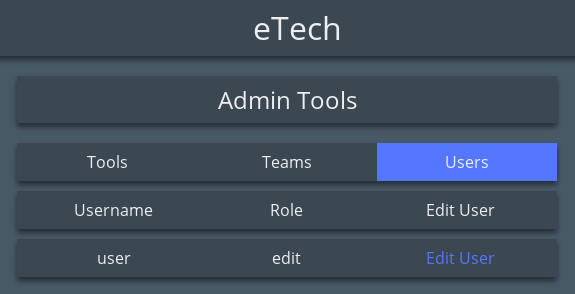 eTech
Admin Tools
Tools Teams Users
Username Role Edit User
user edit Edit User